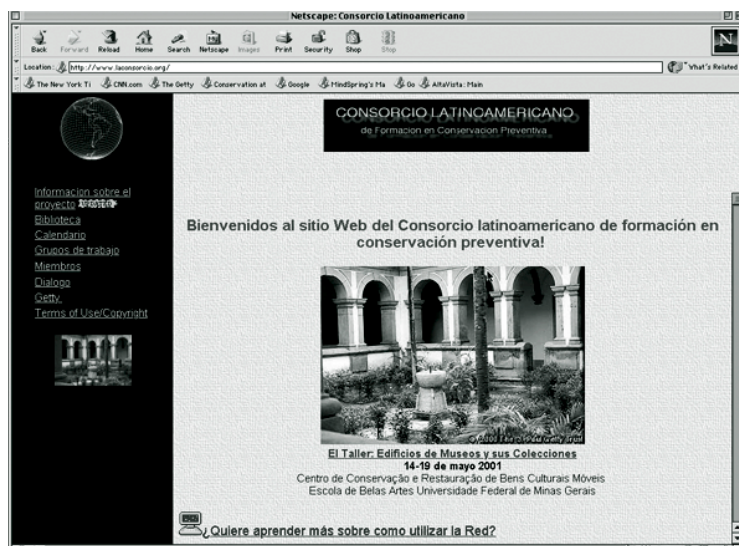 Netscape: Consorcio Latinoamericano
Back Forward Reload Home Search Netscape Images Print Security Shop Stop
N
Location: http://www.laconsorcio.org/ What's Related
The New York Ti CNN.com The Getty Conservation at Google MindSpring's Ma Go AltaVista: Main
CONSORCIO LATINOAMERICANO
de Formacion en Conservacion Preventiva
Informacion sobre el
proyecto
Biblioteca
Calendario
Grupos de trabajo
Miembros
Dialogo
Getty.
Terms of Use/Copyright
Bienvenidos al sitio Web del Consorcio latinoamericano de formación en
conservación preventiva!
© 2000 The J. Paul Getty Trust
El Taller: Edificios de Museos y sus Colecciones
14-19 de mayo 2001
Centro de Conservação e Restauração de Bens Culturais Móveis
Escola de Belas Artes Universidade Federal de Minas Gerais
¿Quiere aprender más sobre como utilizar la Red?